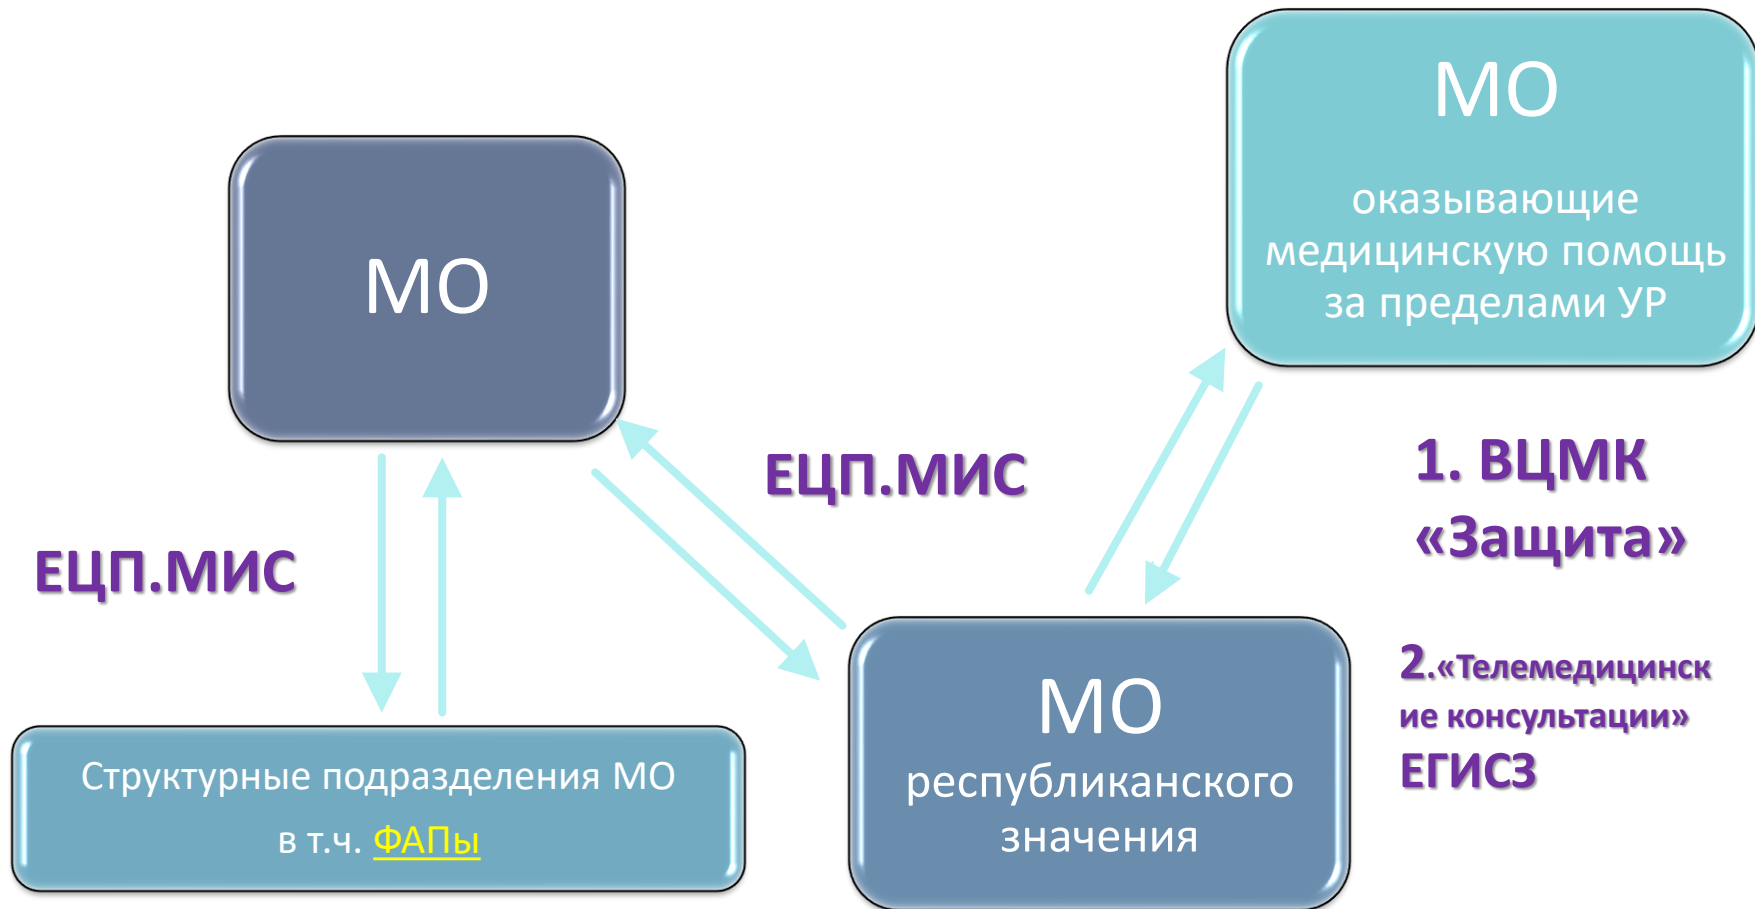 МО
оказывающие
медицинскую помощь
за пределами УР
МО
ЕЦП.МИС
ЕЦП.МИС
1. ВЦМК
«Защита»
2.«Телемедицинск
ие консультации»
ЕГИСЗ
Структурные подразделения МО
в т.ч. ФАПы
МО
республиканского
значения